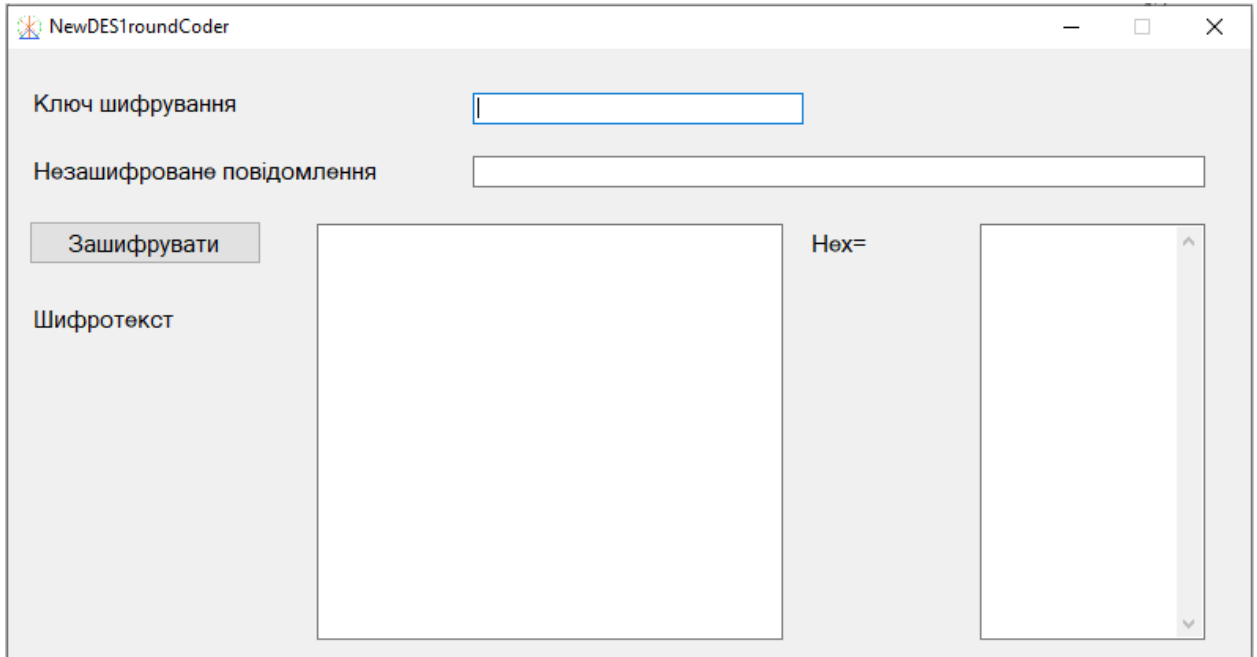 NewDES1roundCoder
Ключ шифрування
Незашифроване повідомлення
Зашифрувати
Hex=
Шифротекст